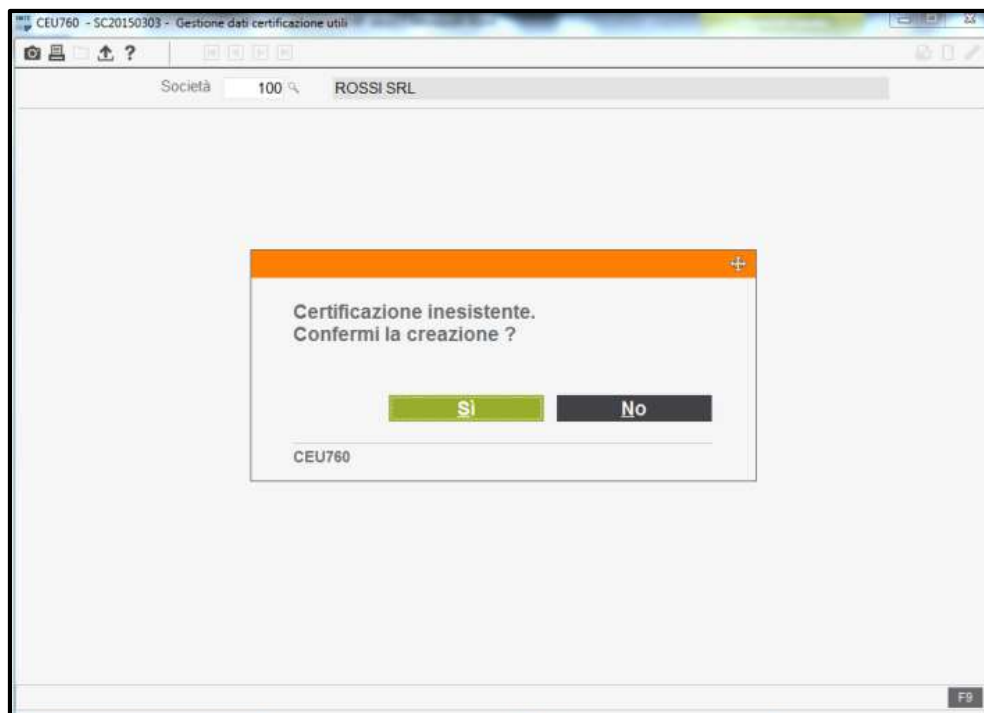 CEU760 - SC20150303 - Gestione dati certificazione utili
?
Società 100 ROSSI SRL
Certificazione inesistente.
Confermi la creazione ?
Sì No
CEU760
F9